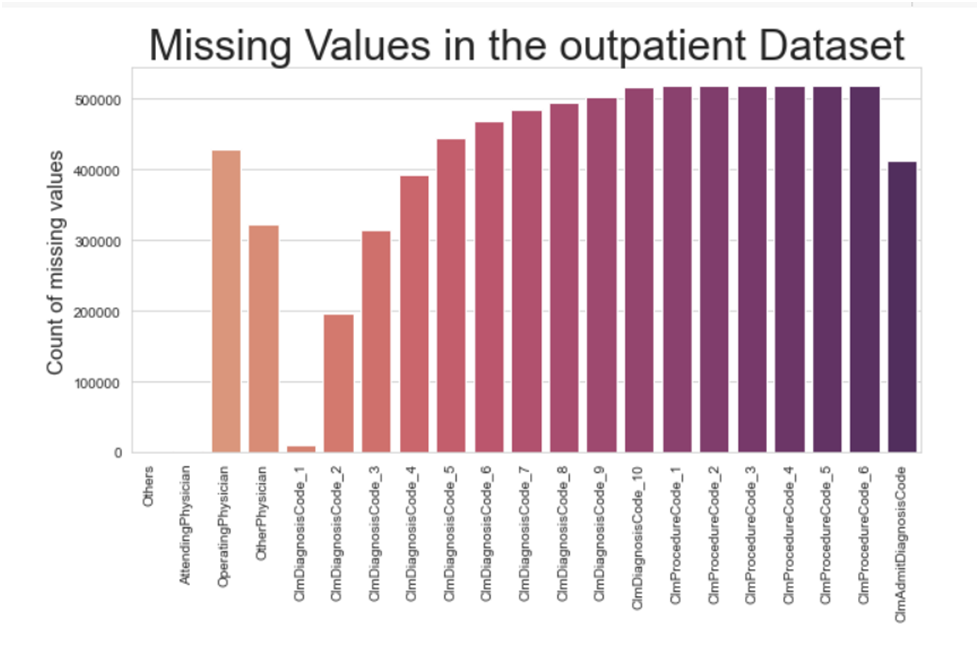 Missing Values in the outpatient Dataset
Count of missing values
500000
400000
300000
200000
100000
0
Others
AttendingPhysician
OperatingPhysician
OtherPhysician
ClmDiagnosisCode_1
ClmDiagnosisCode_2
ClmDiagnosisCode_3
ClmDiagnosisCode_4
ClmDiagnosisCode_5
ClmDiagnosisCode_6
ClmDiagnosisCode_7
ClmDiagnosisCode_8
ClmDiagnosisCode_9
ClmDiagnosisCode_10
ClmProcedureCode_1
ClmProcedureCode_2
ClmProcedureCode_3
ClmProcedureCode_4
ClmProcedureCode_5
ClmProcedureCode_6
ClmAdmitDiagnosisCode